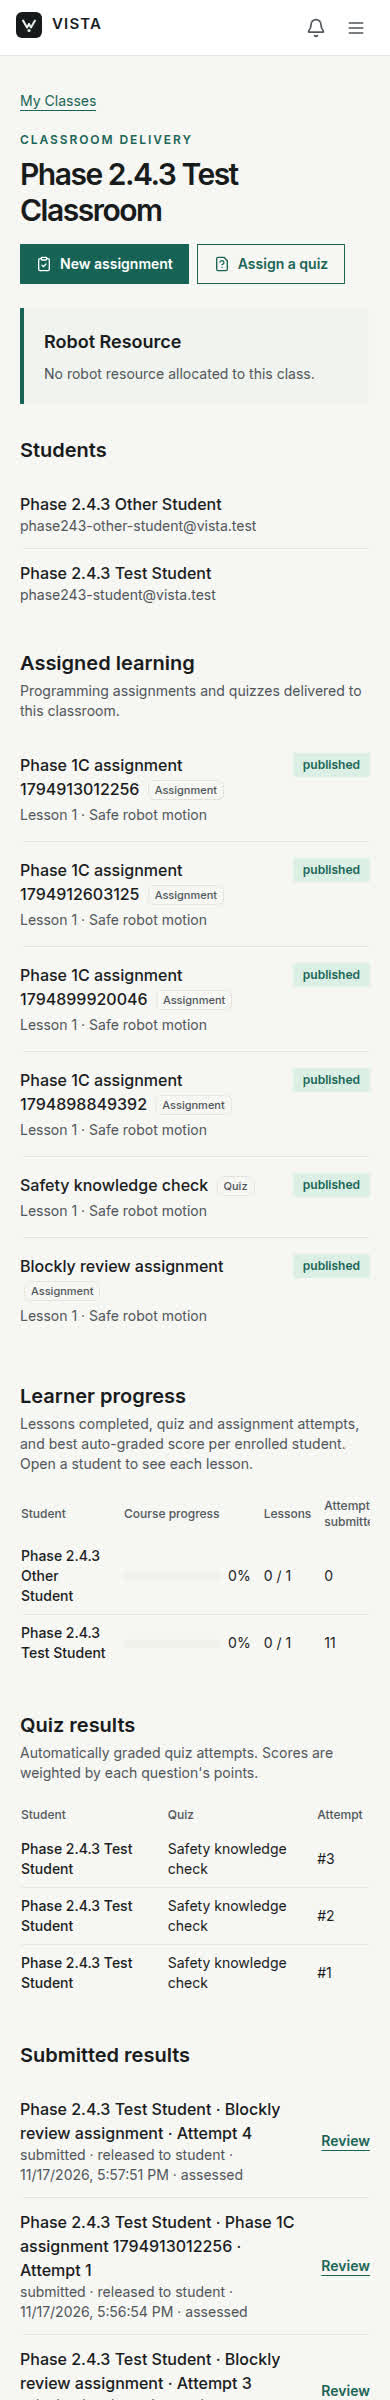 VISTA
My Classes
CLASSROOM DELIVERY
Phase 2.4.3 Test
Classroom
New assignment
Assign a quiz
Robot Resource
No robot resource allocated to this class.
Students
Phase 2.4.3 Other Student
phase243-other-student@vista.test
Phase 2.4.3 Test Student
phase243-student@vista.test
Assigned learning
Programming assignments and quizzes delivered to
this classroom.
Phase 1C assignment published
1794913012256 Assignment
Lesson 1 · Safe robot motion
Phase 1C assignment published
1794912603125 Assignment
Lesson 1 · Safe robot motion
Phase 1C assignment published
1794899920046 Assignment
Lesson 1 · Safe robot motion
Phase 1C assignment published
1794898849392 Assignment
Lesson 1 · Safe robot motion
Safety knowledge check Quiz published
Lesson 1 · Safe robot motion
Blockly review assignment published
Assignment
Lesson 1 · Safe robot motion
Learner progress
Lessons completed, quiz and assignment attempts,
and best auto-graded score per enrolled student.
Open a student to see each lesson.
Student Course progress Lessons Attempt
Phase 2.4.3
Other
Student
0% 0 / 1 0
Phase 2.4.3
Test Student
0% 0 / 1 11
Quiz results
Automatically graded quiz attempts. Scores are
weighted by each question's points.
Student Quiz Attempt
Phase 2.4.3 Test
Student
Safety knowledge
check
#3
Phase 2.4.3 Test
Student
Safety knowledge
check
#2
Phase 2.4.3 Test
Student
Safety knowledge
check
#1
Submitted results
Phase 2.4.3 Test Student · Blockly
review assignment · Attempt 4
submitted · released to student ·
11/17/2026, 5:57:51 PM · assessed
Review
Phase 2.4.3 Test Student · Phase 1C
assignment 1794913012256 ·
Attempt 1
submitted · released to student ·
11/17/2026, 5:56:54 PM · assessed
Review
Phase 2.4.3 Test Student · Blockly
review assignment · Attempt 3
Review